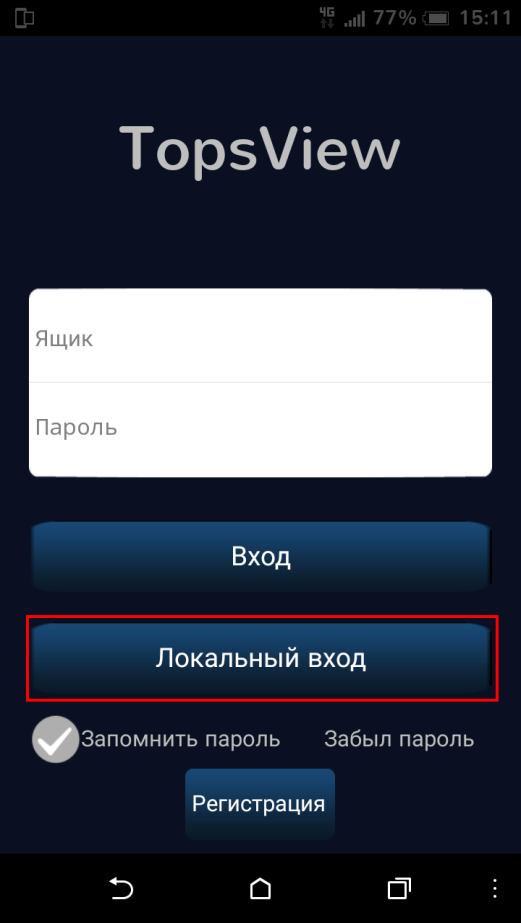 4G 77% 15:11
TopsView
Ящик
Пароль
Вход
Локальный вход
Запомнить пароль Забыл пароль
Регистрация